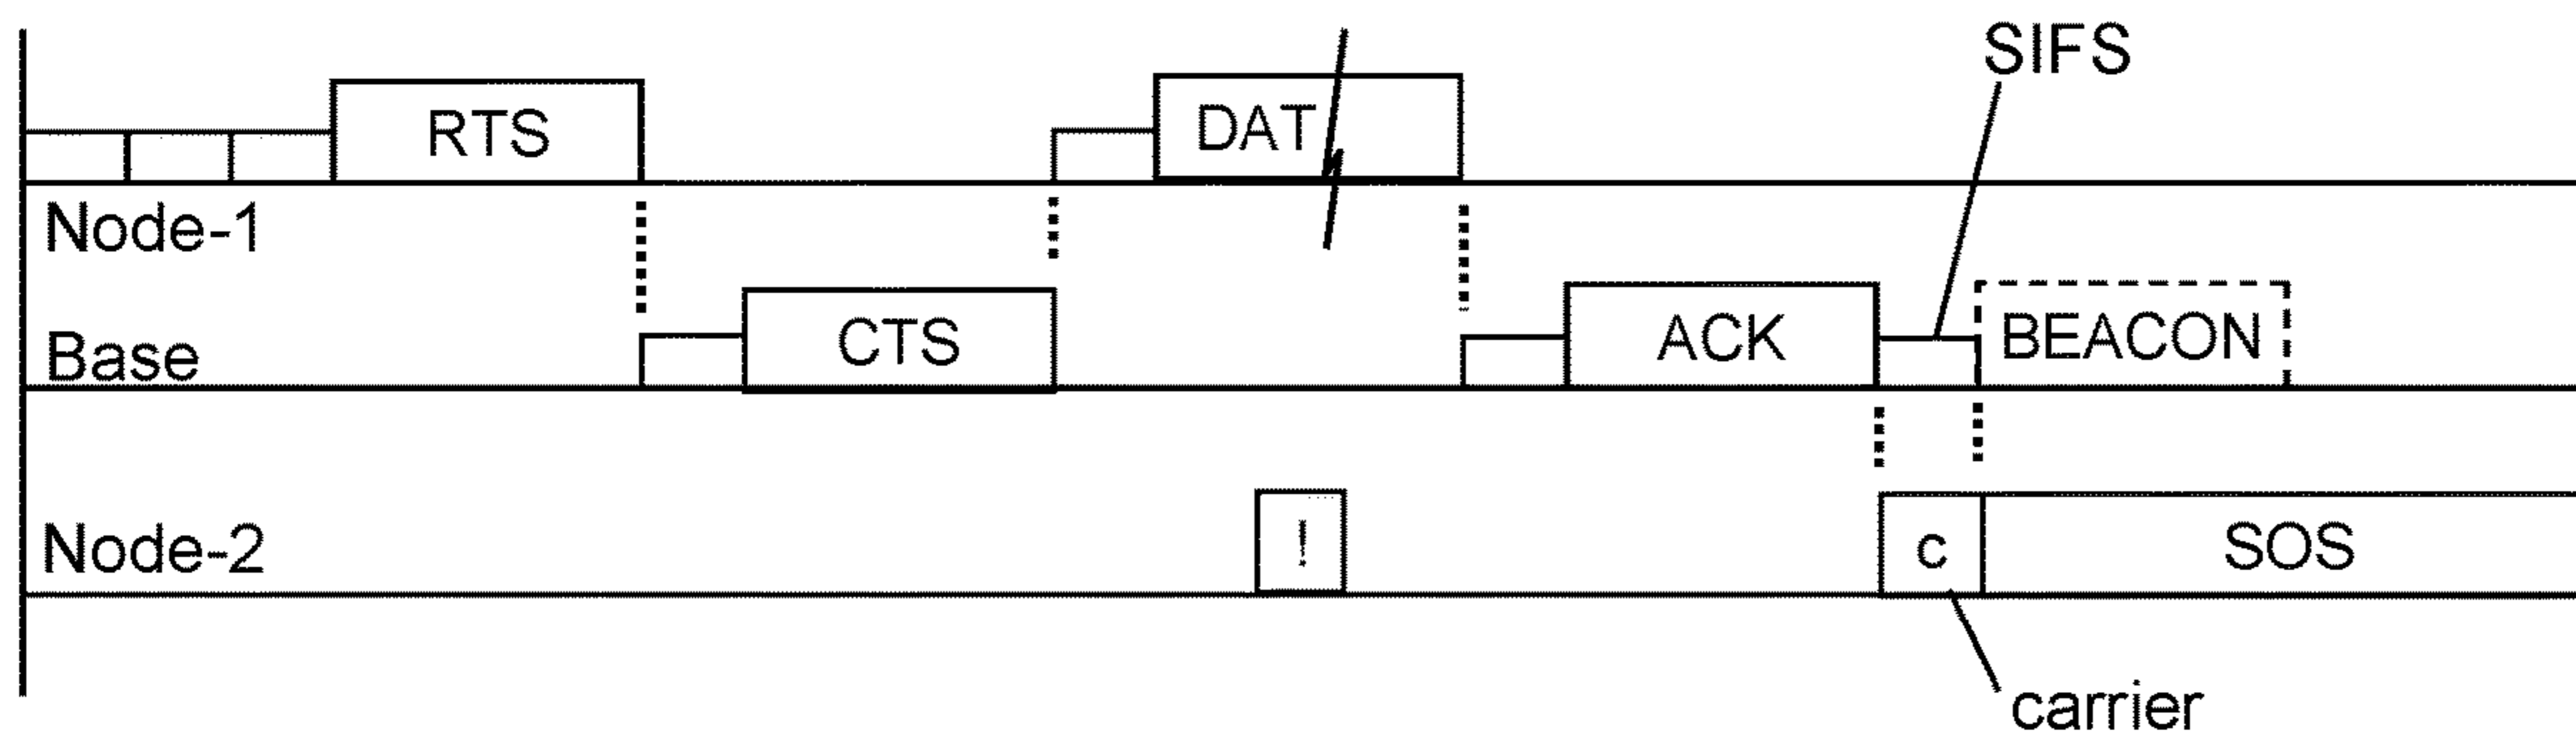 SIFS
RTS
DAT
Node-1
CTS
ACK
BEACON
Base
!
Node-2
c
SOS
carrier